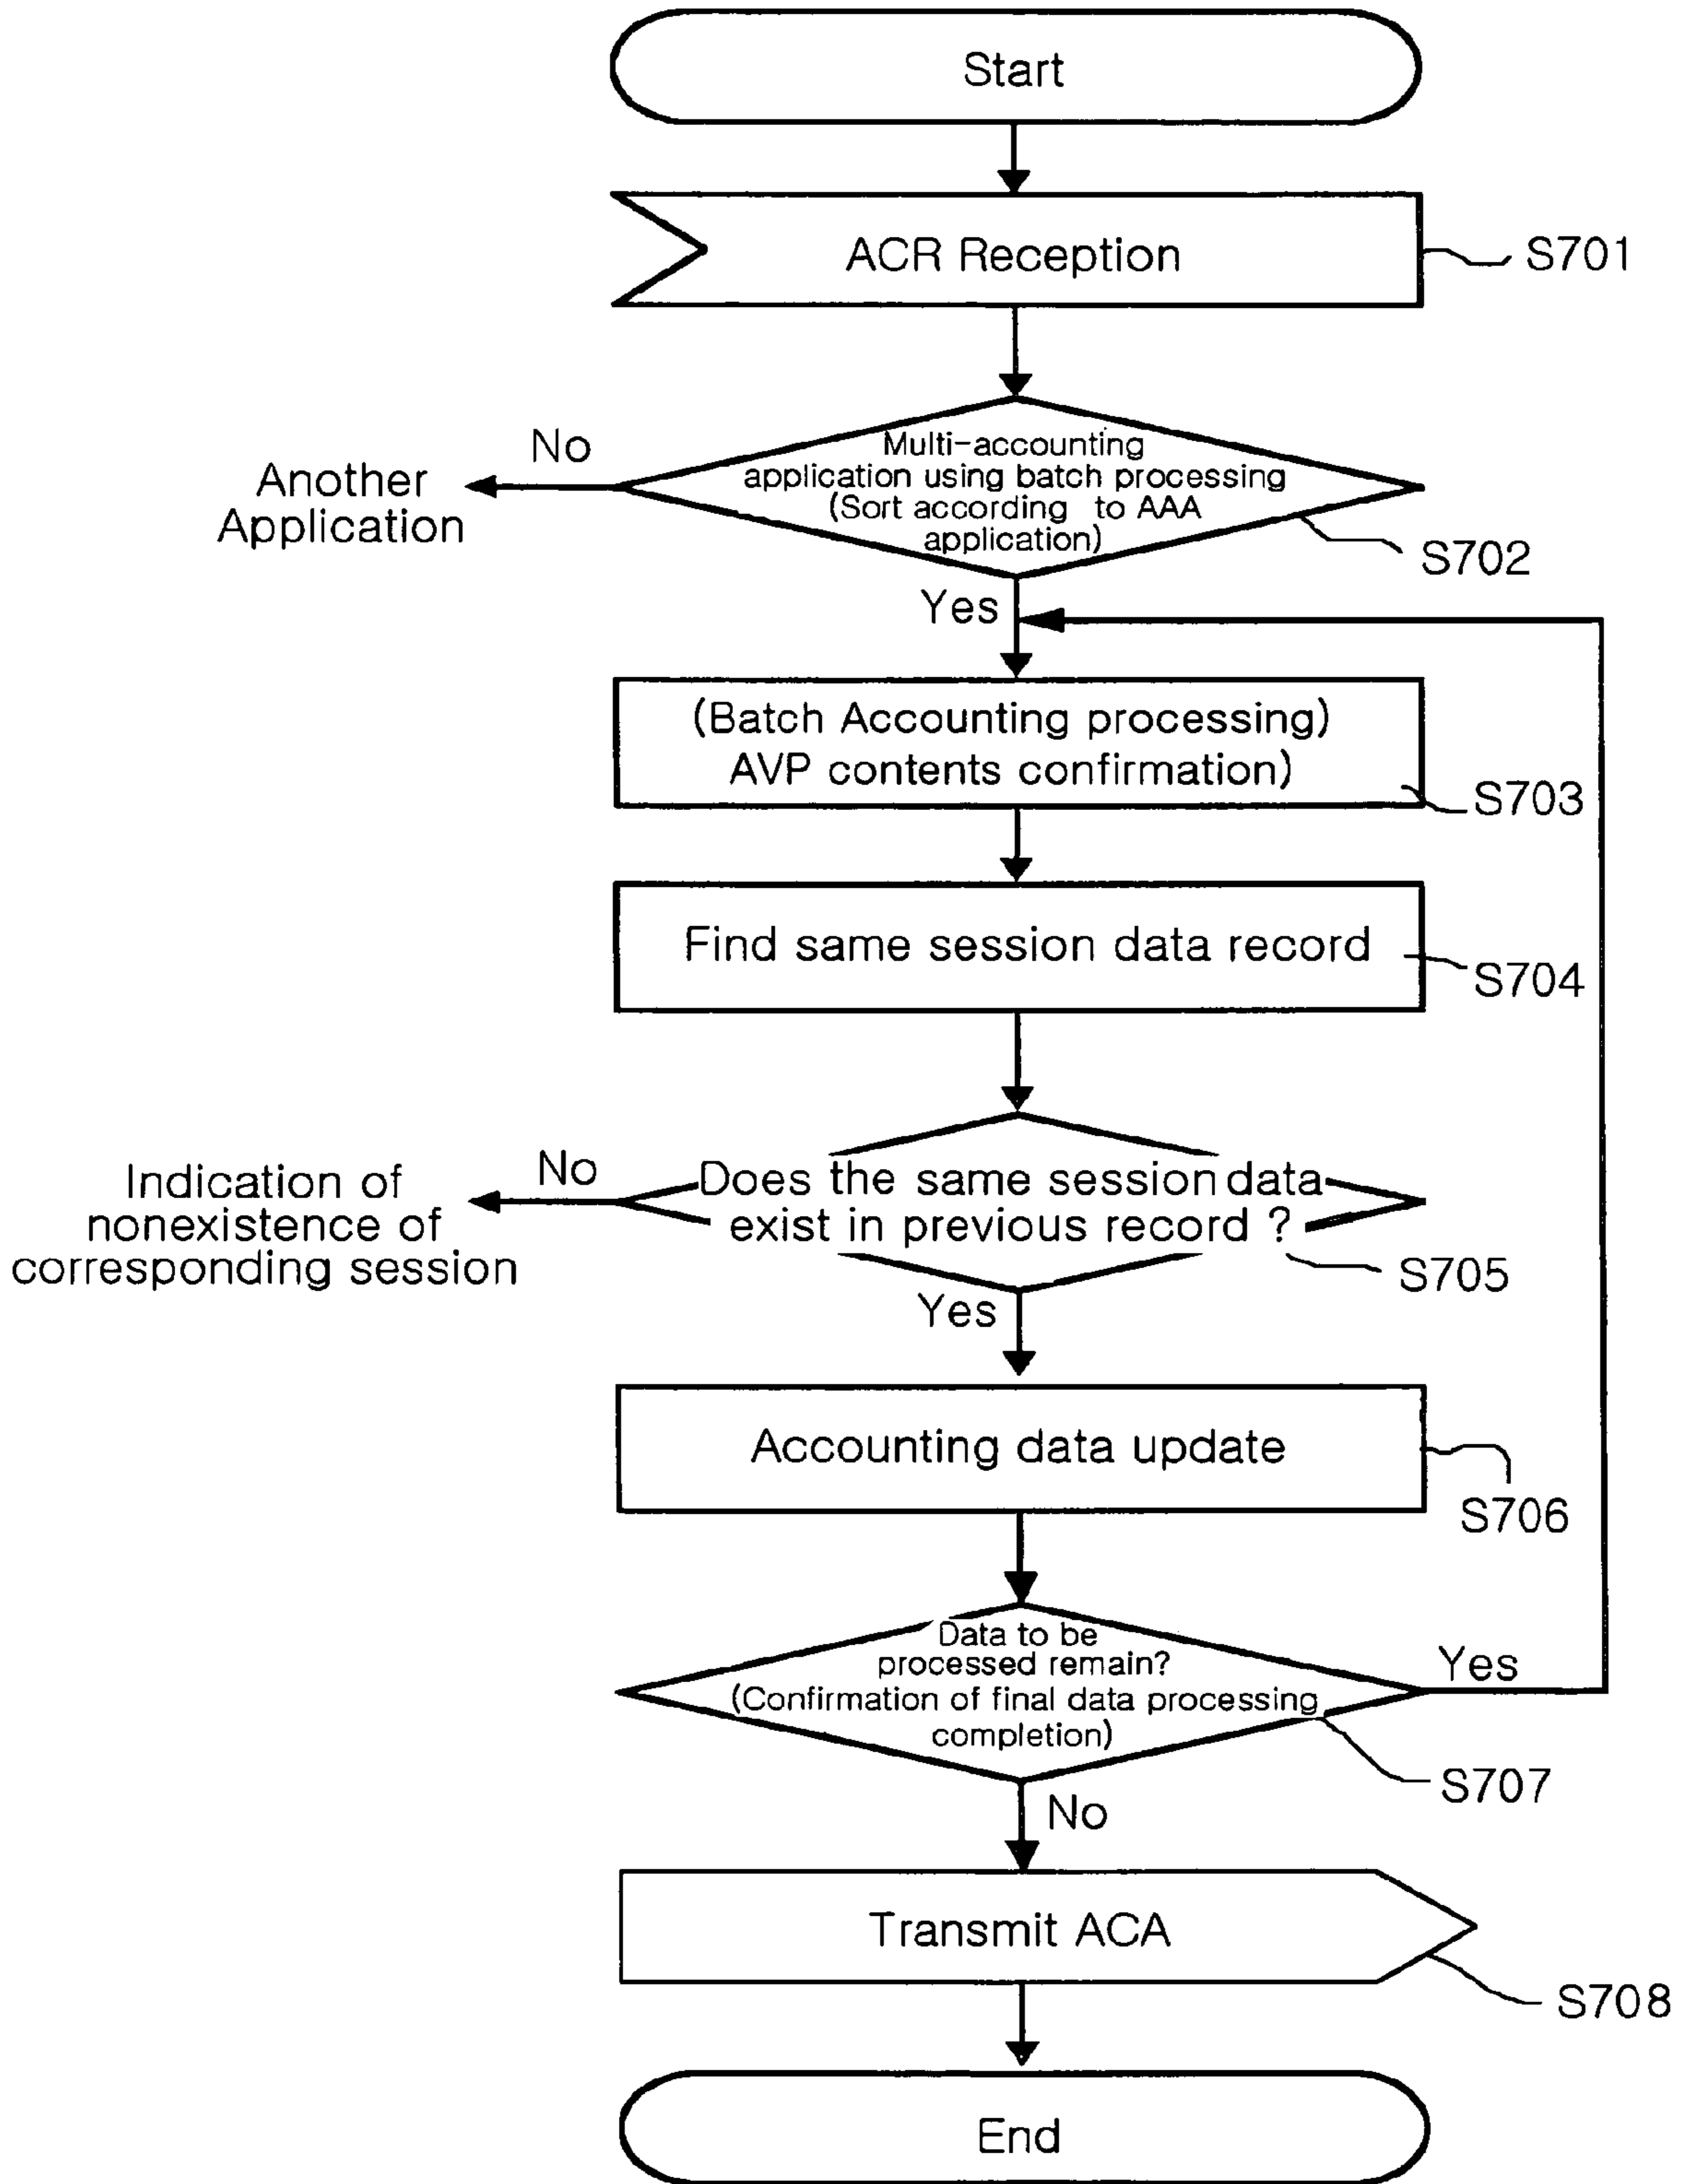 Start
ACR Reception
S701
No
Another
Application
Multi-accounting
application using batch processing
(Sort according to AAA
application)
S702
Yes
(Batch Accounting processing)
AVP contents confirmation)
S703
Find same session data record
S704
No
Indication of
nonexistence of
corresponding session
Does the same session data
exist in previous record ?
S705
Yes
Accounting data update
S706
Data to be
processed remain?
(Confirmation of final data processing
completion)
Yes
S707
No
Transmit ACA
S708
End